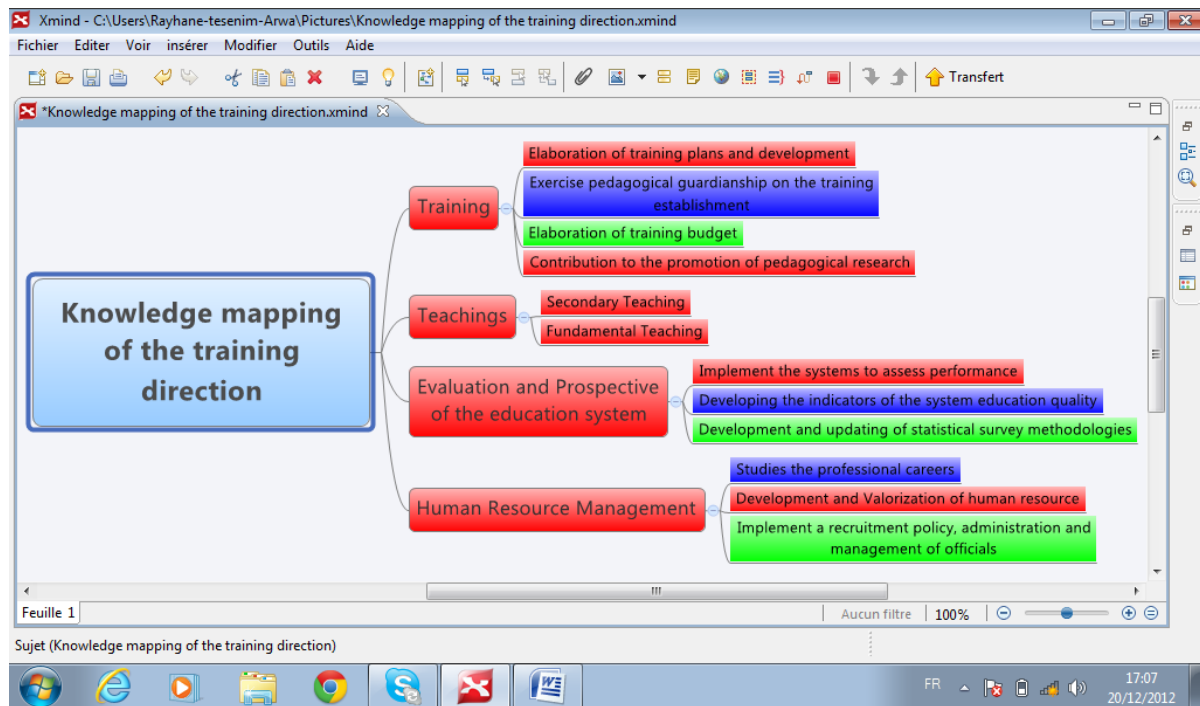 Xmind - C:\Users\Rayhane-tesenim-Arwa\Pictures\Knowledge mapping of the training direction.xmind
Fichier Editer Voir insérer Modifier Outils Aide
Transfert
*Knowledge mapping of the training direction.xmind
Knowledge mapping
of the training
direction
Training
Elaboration of training plans and development
Exercise pedagogical guardianship on the training
establishment
Elaboration of training budget
Contribution to the promotion of pedagogical research
Teachings
Secondary Teaching
Fundamental Teaching
Evaluation and Prospective
of the education system
Implement the systems to assess performance
Developing the indicators of the system education quality
Development and updating of statistical survey methodologies
Human Resource Management
Studies the professional careers
Development and Valorization of human resource
Implement a recruitment policy, administration and
management of officials
Feuille 1
Aucun filtre 100%
Sujet (Knowledge mapping of the training direction)
FR
17:07
20/12/2012